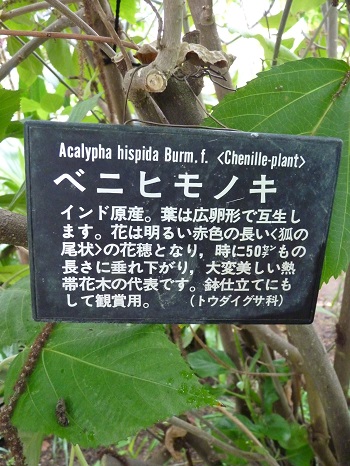 Acalypha hispida Burm. f. <Chenille-plant>
ベニヒモノキ
インド原産。葉は広卵形で互生し
ます。花は明るい赤色の長い〈狐の
尾状〉の花穂となり，時に50㌢もの
長さに垂れ下がり，大変美しい熱
帯花木の代表です。鉢仕立てにも
して観賞用。 （トウダイグサ科）